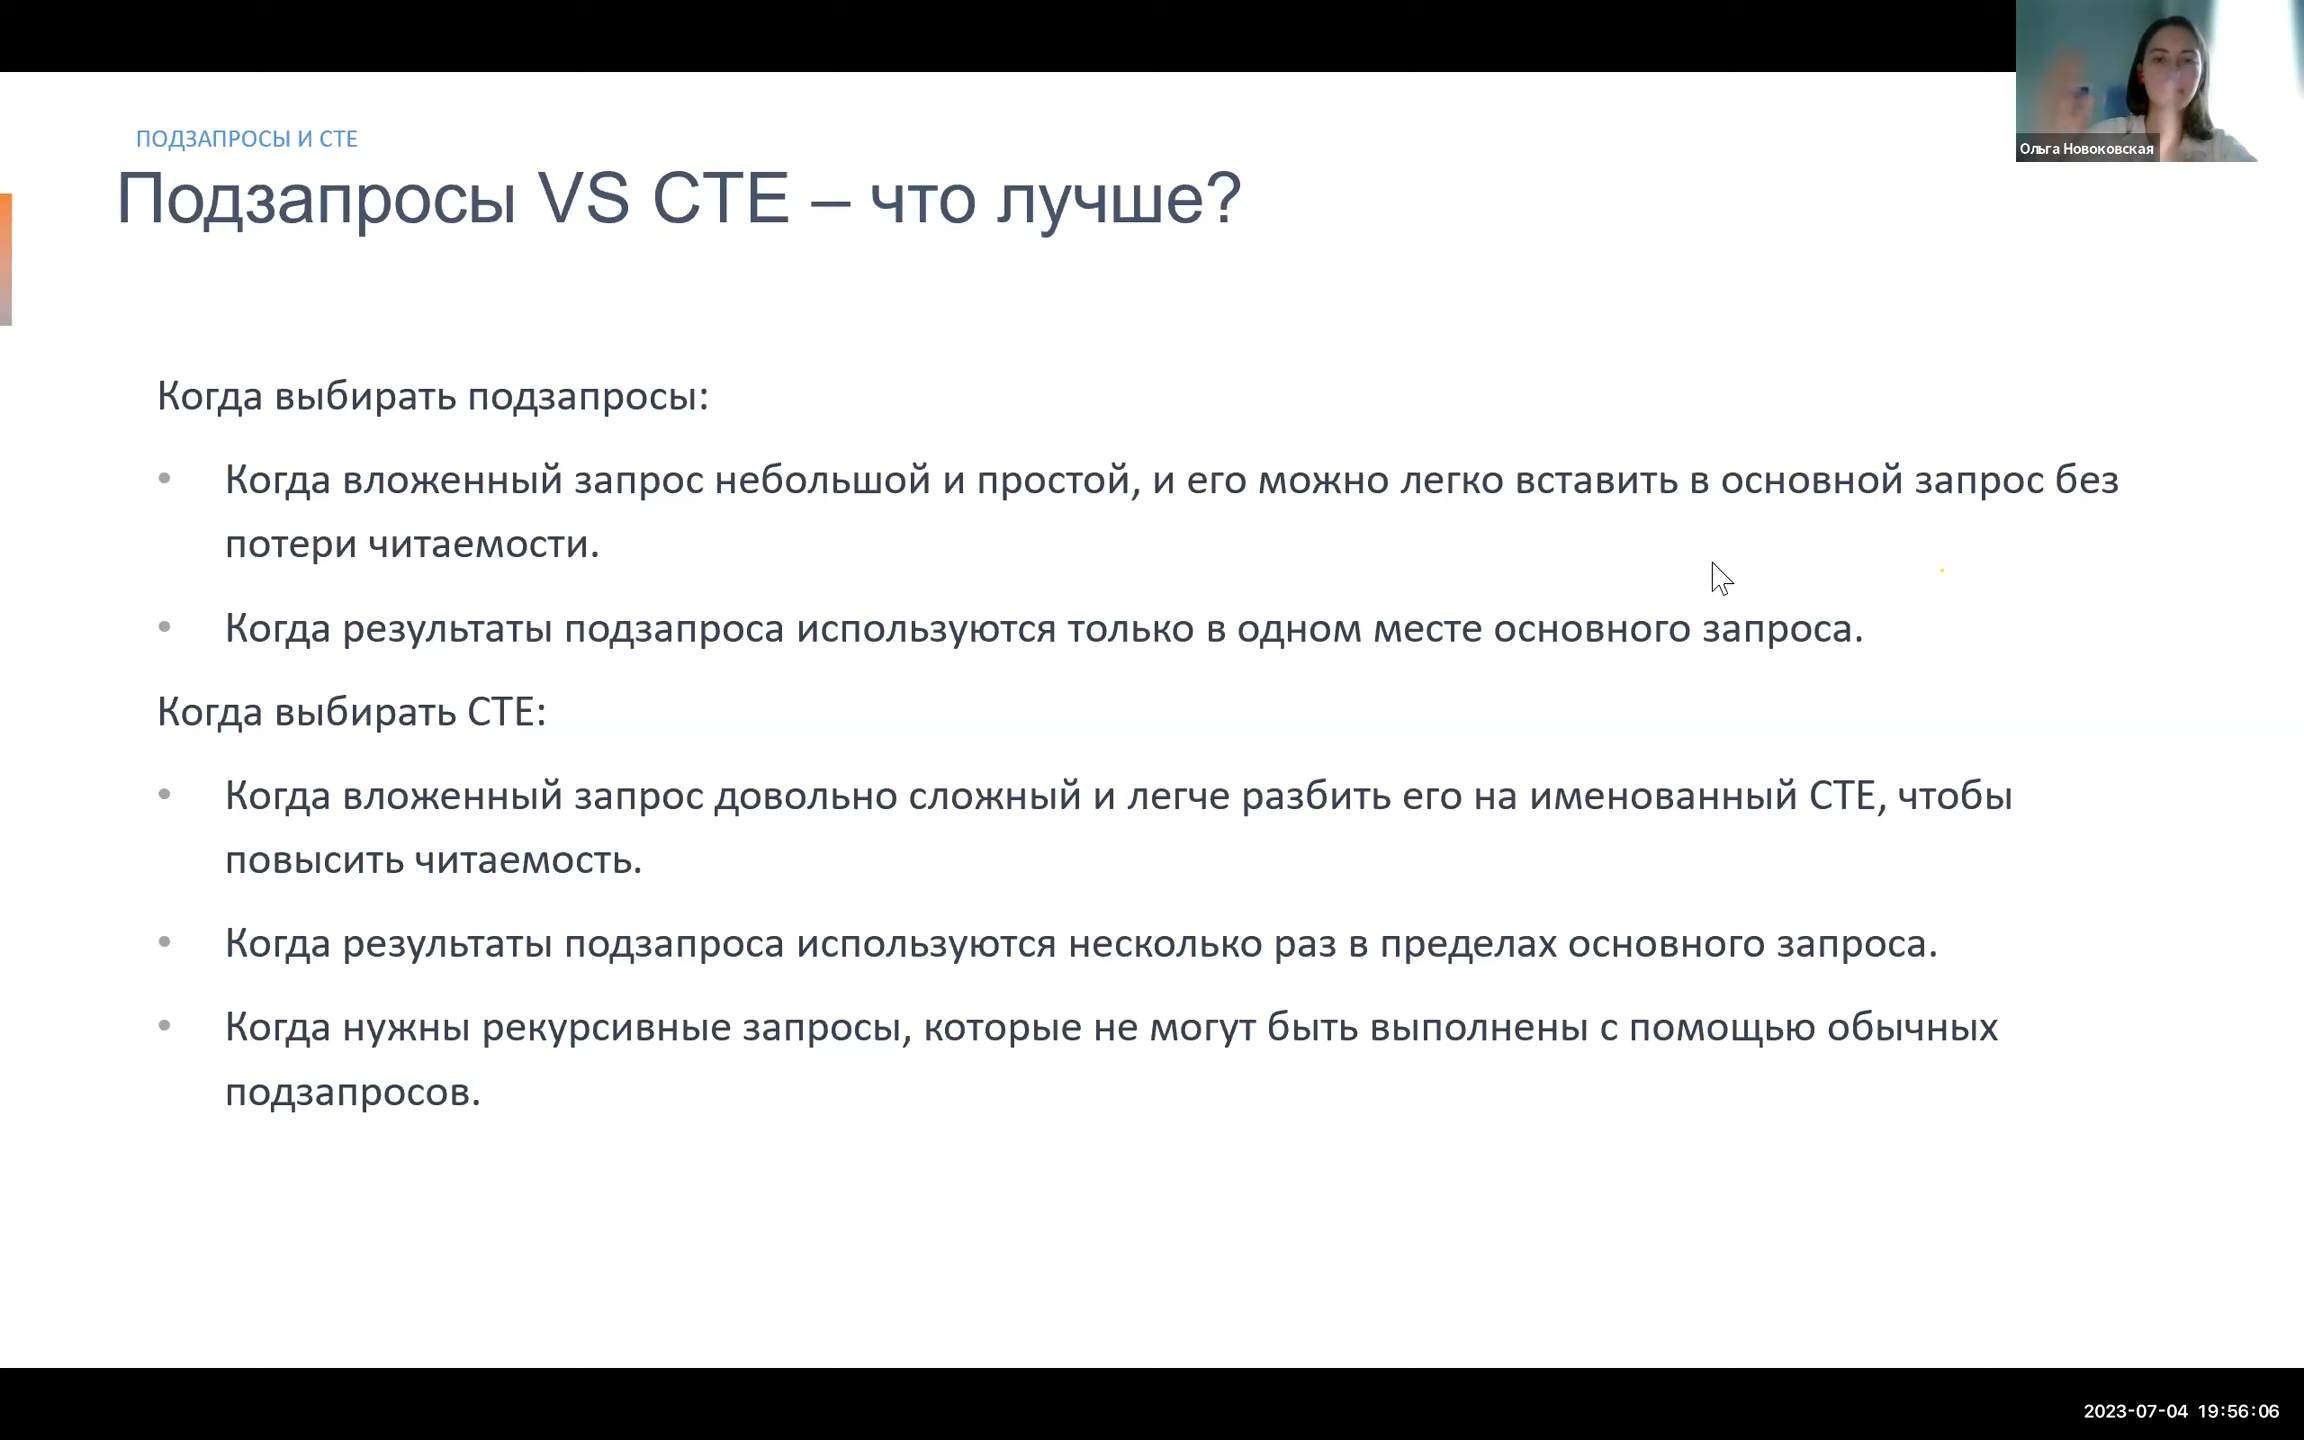 Ольга Новоковская
ПОДЗАПРОСЫ И CTE
Подзапросы VS CTE – что лучше?
Когда выбирать подзапросы:
• Когда вложенный запрос небольшой и простой, и его можно легко вставить в основной запрос без
потери читаемости.
• Когда результаты подзапроса используются только в одном месте основного запроса.
Когда выбирать CTE:
• Когда вложенный запрос довольно сложный и легче разбить его на именованный CTE, чтобы
повысить читаемость.
• Когда результаты подзапроса используются несколько раз в пределах основного запроса.
• Когда нужны рекурсивные запросы, которые не могут быть выполнены с помощью обычных
подзапросов.
2023-07-04 19:56:06